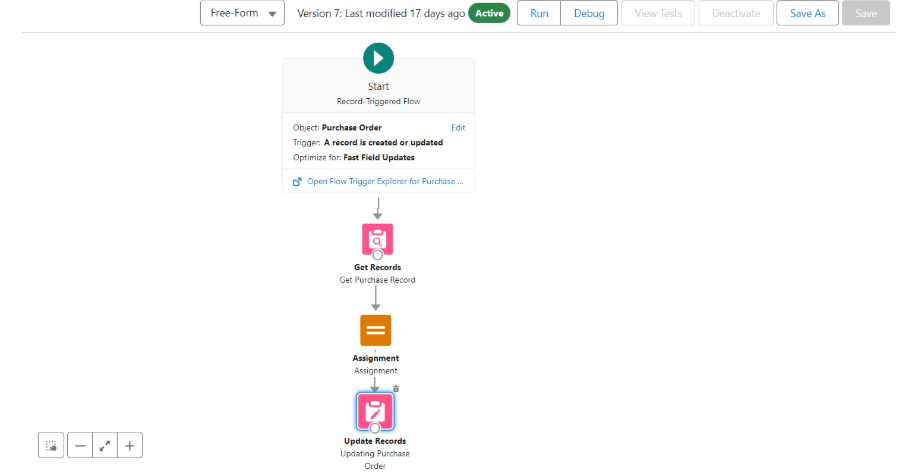 Free-Form
Version 7: Last modified 17 days ago
Active
Run
Debug
View Tests
Deactivate
Save As
Save
Start
Record-Triggered Flow
Object: Purchase Order
Edit
Trigger: A record is created or updated
Optimize for: Fast Field Updates
Open Flow Trigger Explorer for Purchase ...
Get Records
Get Purchase Record
Assignment
Assignment
Update Records
Updating Purchase
Order